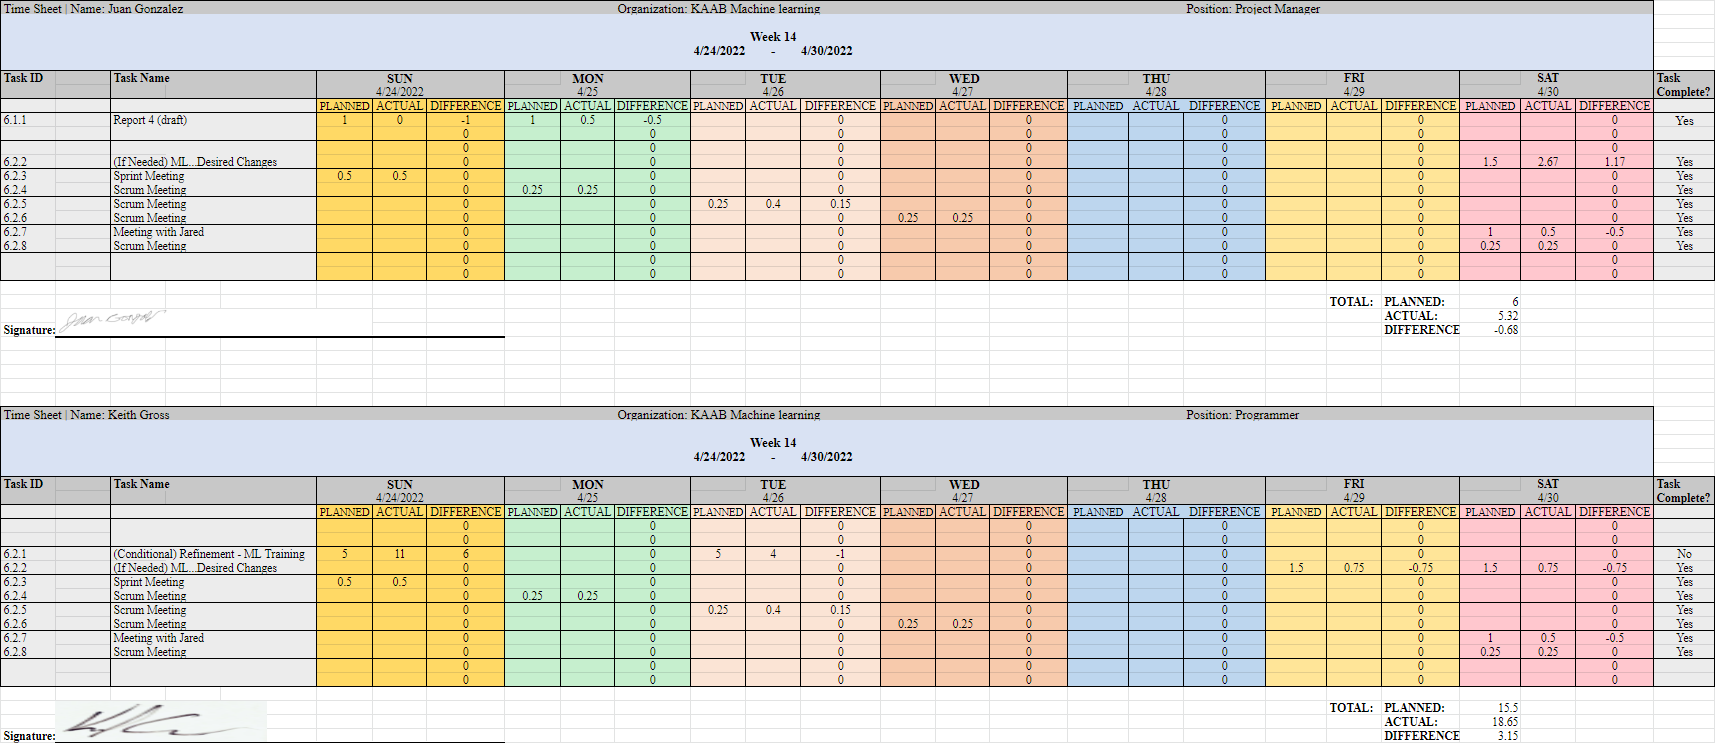 Time Sheet | Name: Juan Gonzalez Organization: KAAB Machine learning Position: Project Manager
Week 14
4/24/2022 - 4/30/2022
Task ID Task Name SUN MON TUE WED THU FRI SAT Task
4/24/2022 4/25 4/26 4/27 4/28 4/29 4/30 Complete?
PLANNED ACTUAL DIFFERENCE PLANNED ACTUAL DIFFERENCE PLANNED ACTUAL DIFFERENCE PLANNED ACTUAL DIFFERENCE PLANNED ACTUAL DIFFERENCE PLANNED ACTUAL DIFFERENCE PLANNED ACTUAL DIFFERENCE
6.1.1 Report 4 (draft) 1 0 -1 1 0.5 -0.5 0 0 0 0 0 Yes
0 0 0 0 0 0 0
0 0 0 0 0 0 0
6.2.2 (If Needed) ML...Desired Changes 0 0 0 0 0 0 1.5 2.67 1.17 Yes
6.2.3 Sprint Meeting 0.5 0.5 0 0 0 0 0 0 0 Yes
6.2.4 Scrum Meeting 0 0.25 0.25 0 0 0 0 0 0 Yes
6.2.5 Scrum Meeting 0 0 0.25 0.4 0.15 0 0 0 0 Yes
6.2.6 Scrum Meeting 0 0 0 0.25 0.25 0 0 0 0 Yes
6.2.7 Meeting with Jared 0 0 0 0 0 0 1 0.5 -0.5 Yes
6.2.8 Scrum Meeting 0 0 0 0 0 0 0.25 0.25 0 Yes
0 0 0 0 0 0 0
0 0 0 0 0 0 0
TOTAL: PLANNED: 6
ACTUAL: 5.32
Signature: Juan Gonzalez DIFFERENCE -0.68
Time Sheet | Name: Keith Gross Organization: KAAB Machine learning Position: Programmer
Week 14
4/24/2022 - 4/30/2022
Task ID Task Name SUN MON TUE WED THU FRI SAT Task
4/24/2022 4/25 4/26 4/27 4/28 4/29 4/30 Complete?
PLANNED ACTUAL DIFFERENCE PLANNED ACTUAL DIFFERENCE PLANNED ACTUAL DIFFERENCE PLANNED ACTUAL DIFFERENCE PLANNED ACTUAL DIFFERENCE PLANNED ACTUAL DIFFERENCE PLANNED ACTUAL DIFFERENCE
0 0 0 0 0 0 0
0 0 0 0 0 0 0
6.2.1 (Conditional) Refinement - ML Training 5 11 6 0 5 4 -1 0 0 0 0 No
6.2.2 (If Needed) ML...Desired Changes 0 0 0 0 0 1.5 0.75 -0.75 1.5 0.75 -0.75 Yes
6.2.3 Sprint Meeting 0.5 0.5 0 0 0 0 0 0 0 Yes
6.2.4 Scrum Meeting 0 0.25 0.25 0 0 0 0 0 0 Yes
6.2.5 Scrum Meeting 0 0 0.25 0.4 0.15 0 0 0 0 Yes
6.2.6 Scrum Meeting 0 0 0 0.25 0.25 0 0 0 0 Yes
6.2.7 Meeting with Jared 0 0 0 0 0 0 1 0.5 -0.5 Yes
6.2.8 Scrum Meeting 0 0 0 0 0 0 0.25 0.25 0 Yes
0 0 0 0 0 0 0
0 0 0 0 0 0 0
TOTAL: PLANNED: 15.5
ACTUAL: 18.65
Signature: DIFFERENCE 3.15